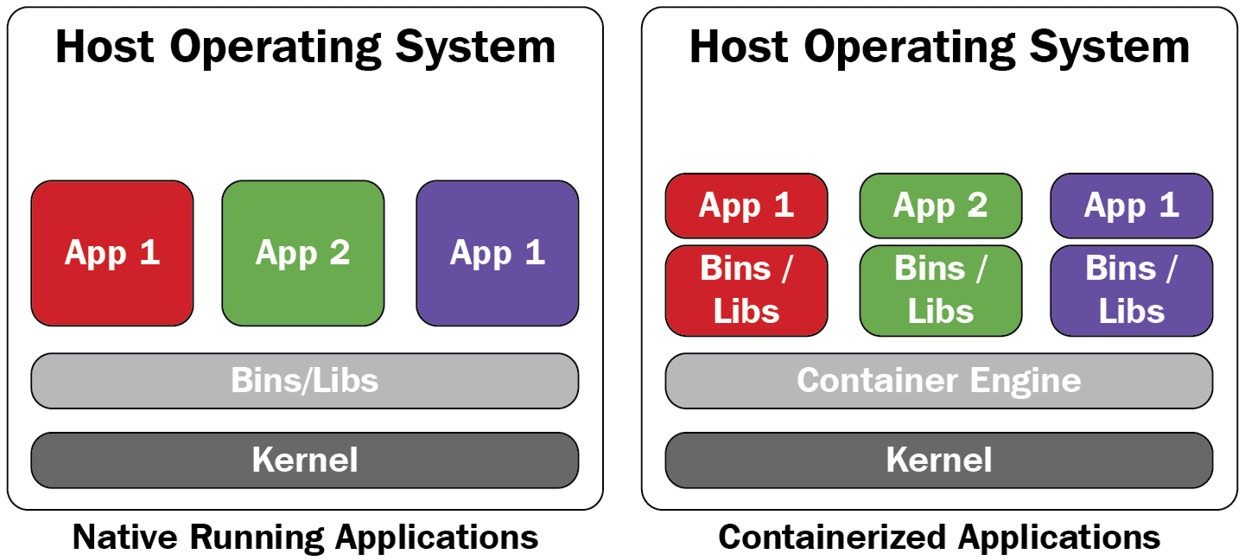 Host Operating System
App 1
App 2
App 1
Bins/Libs
Kernel
Native Running Applications
Host Operating System
App 1
App 2
App 1
Bins /
Libs
Bins /
Libs
Bins /
Libs
Container Engine
Kernel
Containerized Applications